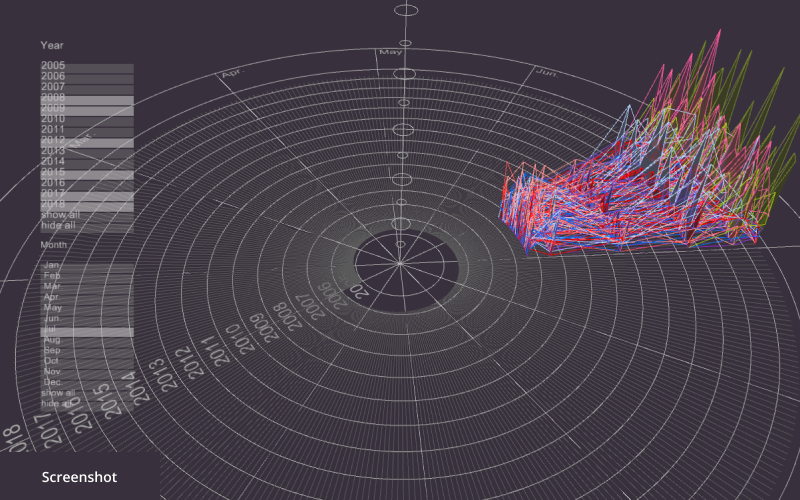 Year
2005
2006
2007
2008
2009
2010
2011
2012
2013
2014
2015
2016
2017
2018
show all
hide all
Month
Jan
Feb
Mar
Apr
May
Jun
Jul
Aug
Sep
Oct
Nov
Dec
show all
hide all
Mar.
Apr.
May
Jun.
20
2006
2007
2008
2009
2010
2011
2012
2013
2014
2015
2016
2017
2018
Screenshot